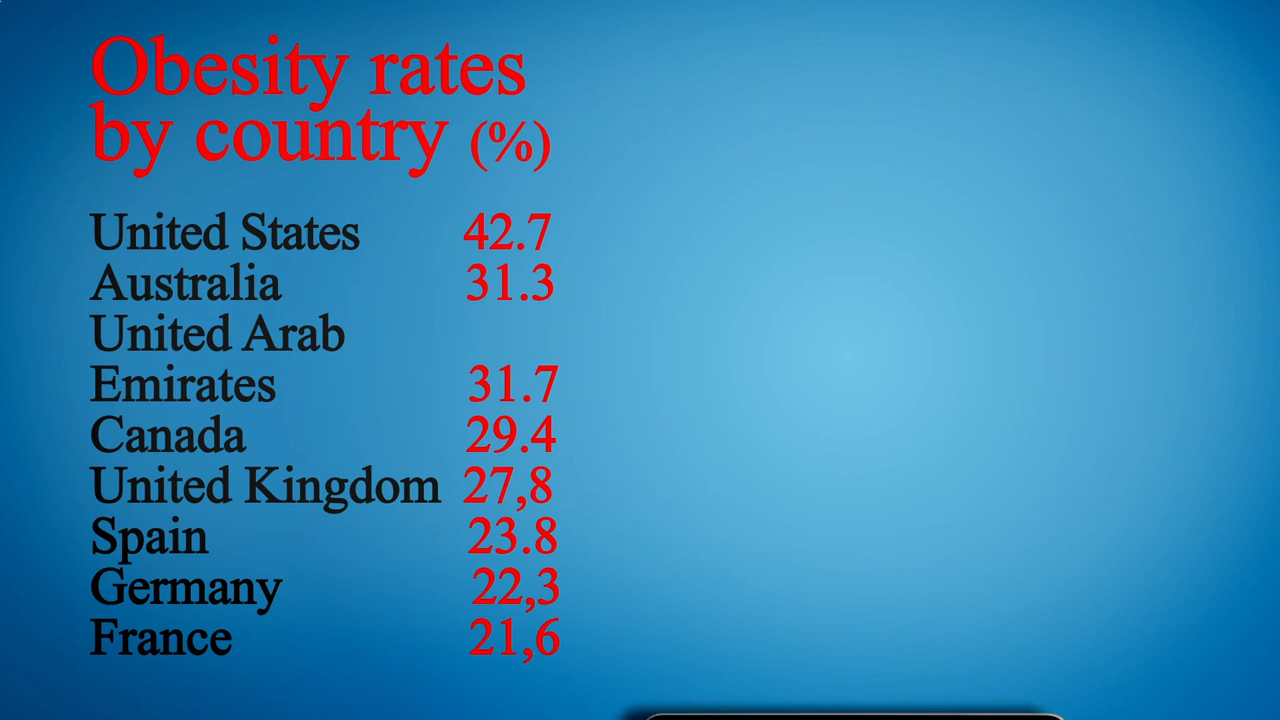 Obesity rates
by country (%)
United States 42.7
Australia 31.3
United Arab
Emirates 31.7
Canada 29.4
United Kingdom 27,8
Spain 23.8
Germany 22,3
France 21,6